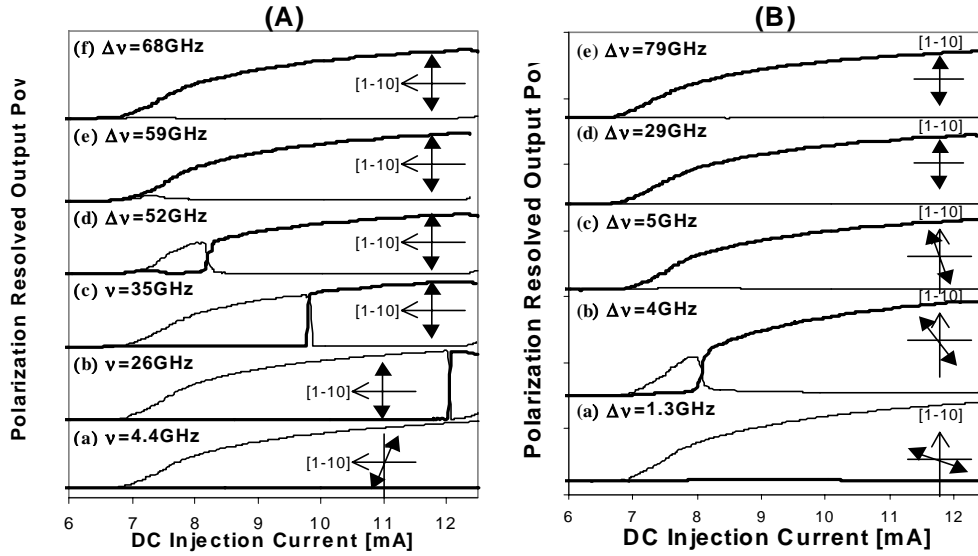 (A)
Polarization Resolved Output Pow
(f) Δν=68GHz
[1-10]
(e) Δν=59GHz
[1-10]
(d) Δν=52GHz
[1-10]
(c) ν=35GHz
[1-10]
(b) ν=26GHz
[1-10]
(a) ν=4.4GHz
[1-10]
6 7 8 9 10 11 12
DC Injection Current [mA]
(B)
Polarization Resolved Output Pow
(e) Δν=79GHz
[1-10]
(d) Δν=29GHz
[1-10]
(c) Δν=5GHz
[1-10]
(b) Δν=4GHz
[1-10]
(a) Δν=1.3GHz
[1-10]
6 7 8 9 10 11 12
DC Injection Current [mA]